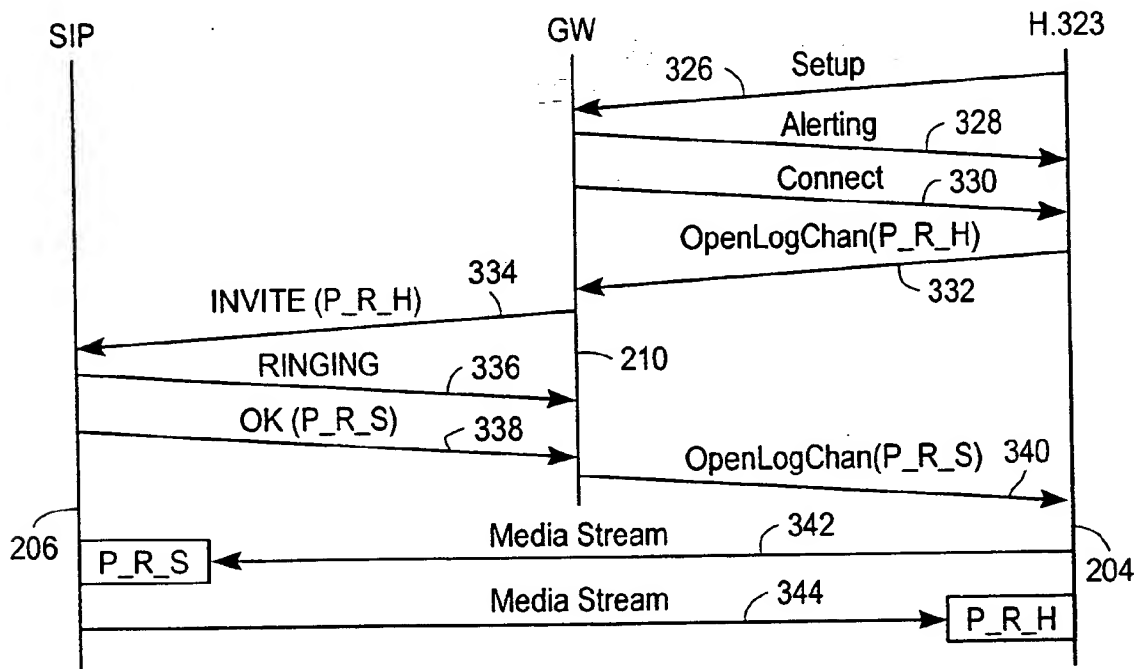 SIP GW H.323
326 Setup
Alerting 328
Connect 330
OpenLogChan(P_R_H)
332
334
INVITE (P_R_H)
210
RINGING 336
OK (P_R_S) 338
OpenLogChan(P_R_S) 340
206 Media Stream 342 204
P_R_S
Media Stream 344
P_R_H